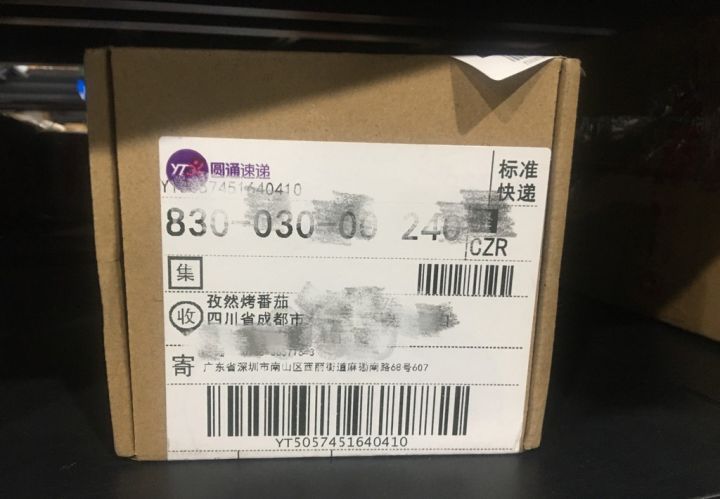 YT 圆通速递
标准
快递
7451640410
830-030-00 240
CZR
集
收
孜然烤番茄
四川省成都市
寄
广东省深圳市南山区西丽街道麻磡南路68号607
YT5057451640410